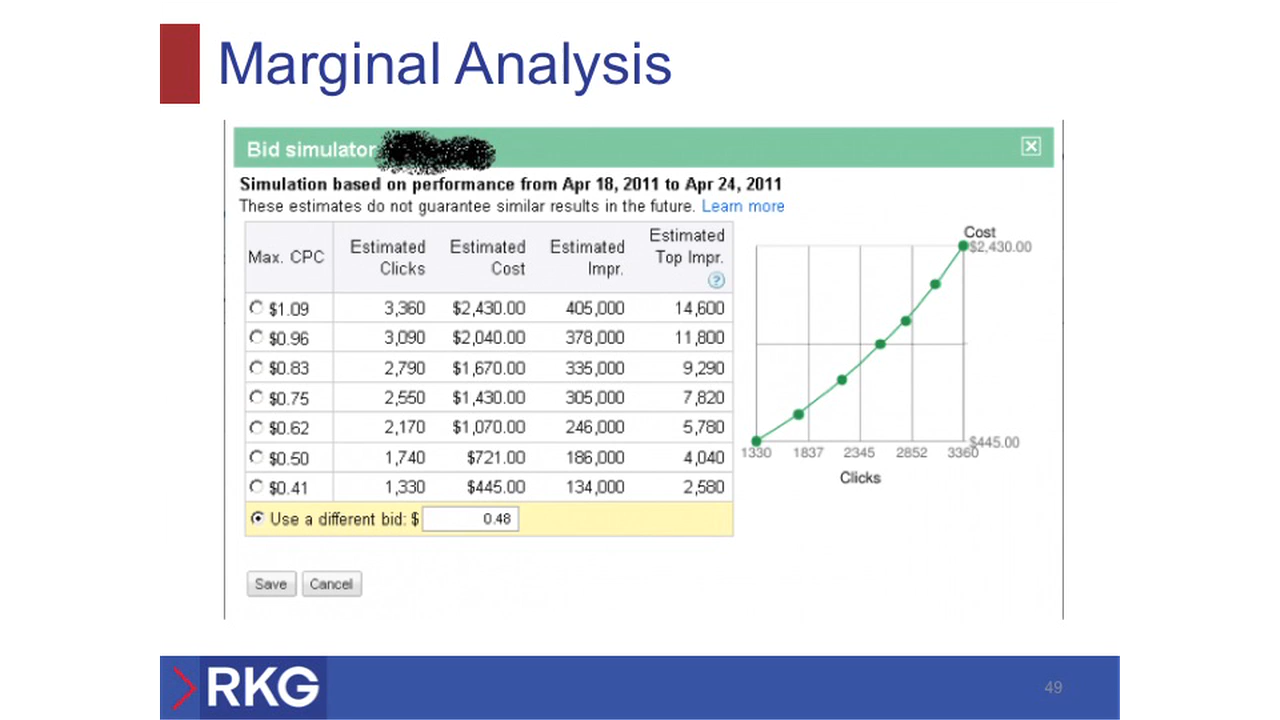 Marginal Analysis
Bid simulator
Simulation based on performance from Apr 18, 2011 to Apr 24, 2011
These estimates do not guarantee similar results in the future. Learn more
Max. CPC Estimated Clicks Estimated Cost Estimated Impr. Estimated Top Impr. ?
$1.09 3,360 $2,430.00 405,000 14,600
$0.96 3,090 $2,040.00 378,000 11,800
$0.83 2,790 $1,670.00 335,000 9,290
$0.75 2,550 $1,430.00 305,000 7,820
$0.62 2,170 $1,070.00 246,000 5,780
$0.50 1,740 $721.00 186,000 4,040
$0.41 1,330 $445.00 134,000 2,580
Use a different bid: $ 0.48
Save Cancel
Cost
$2,430.00
$445.00
1330 1837 2345 2852 3360
Clicks
RKG
49